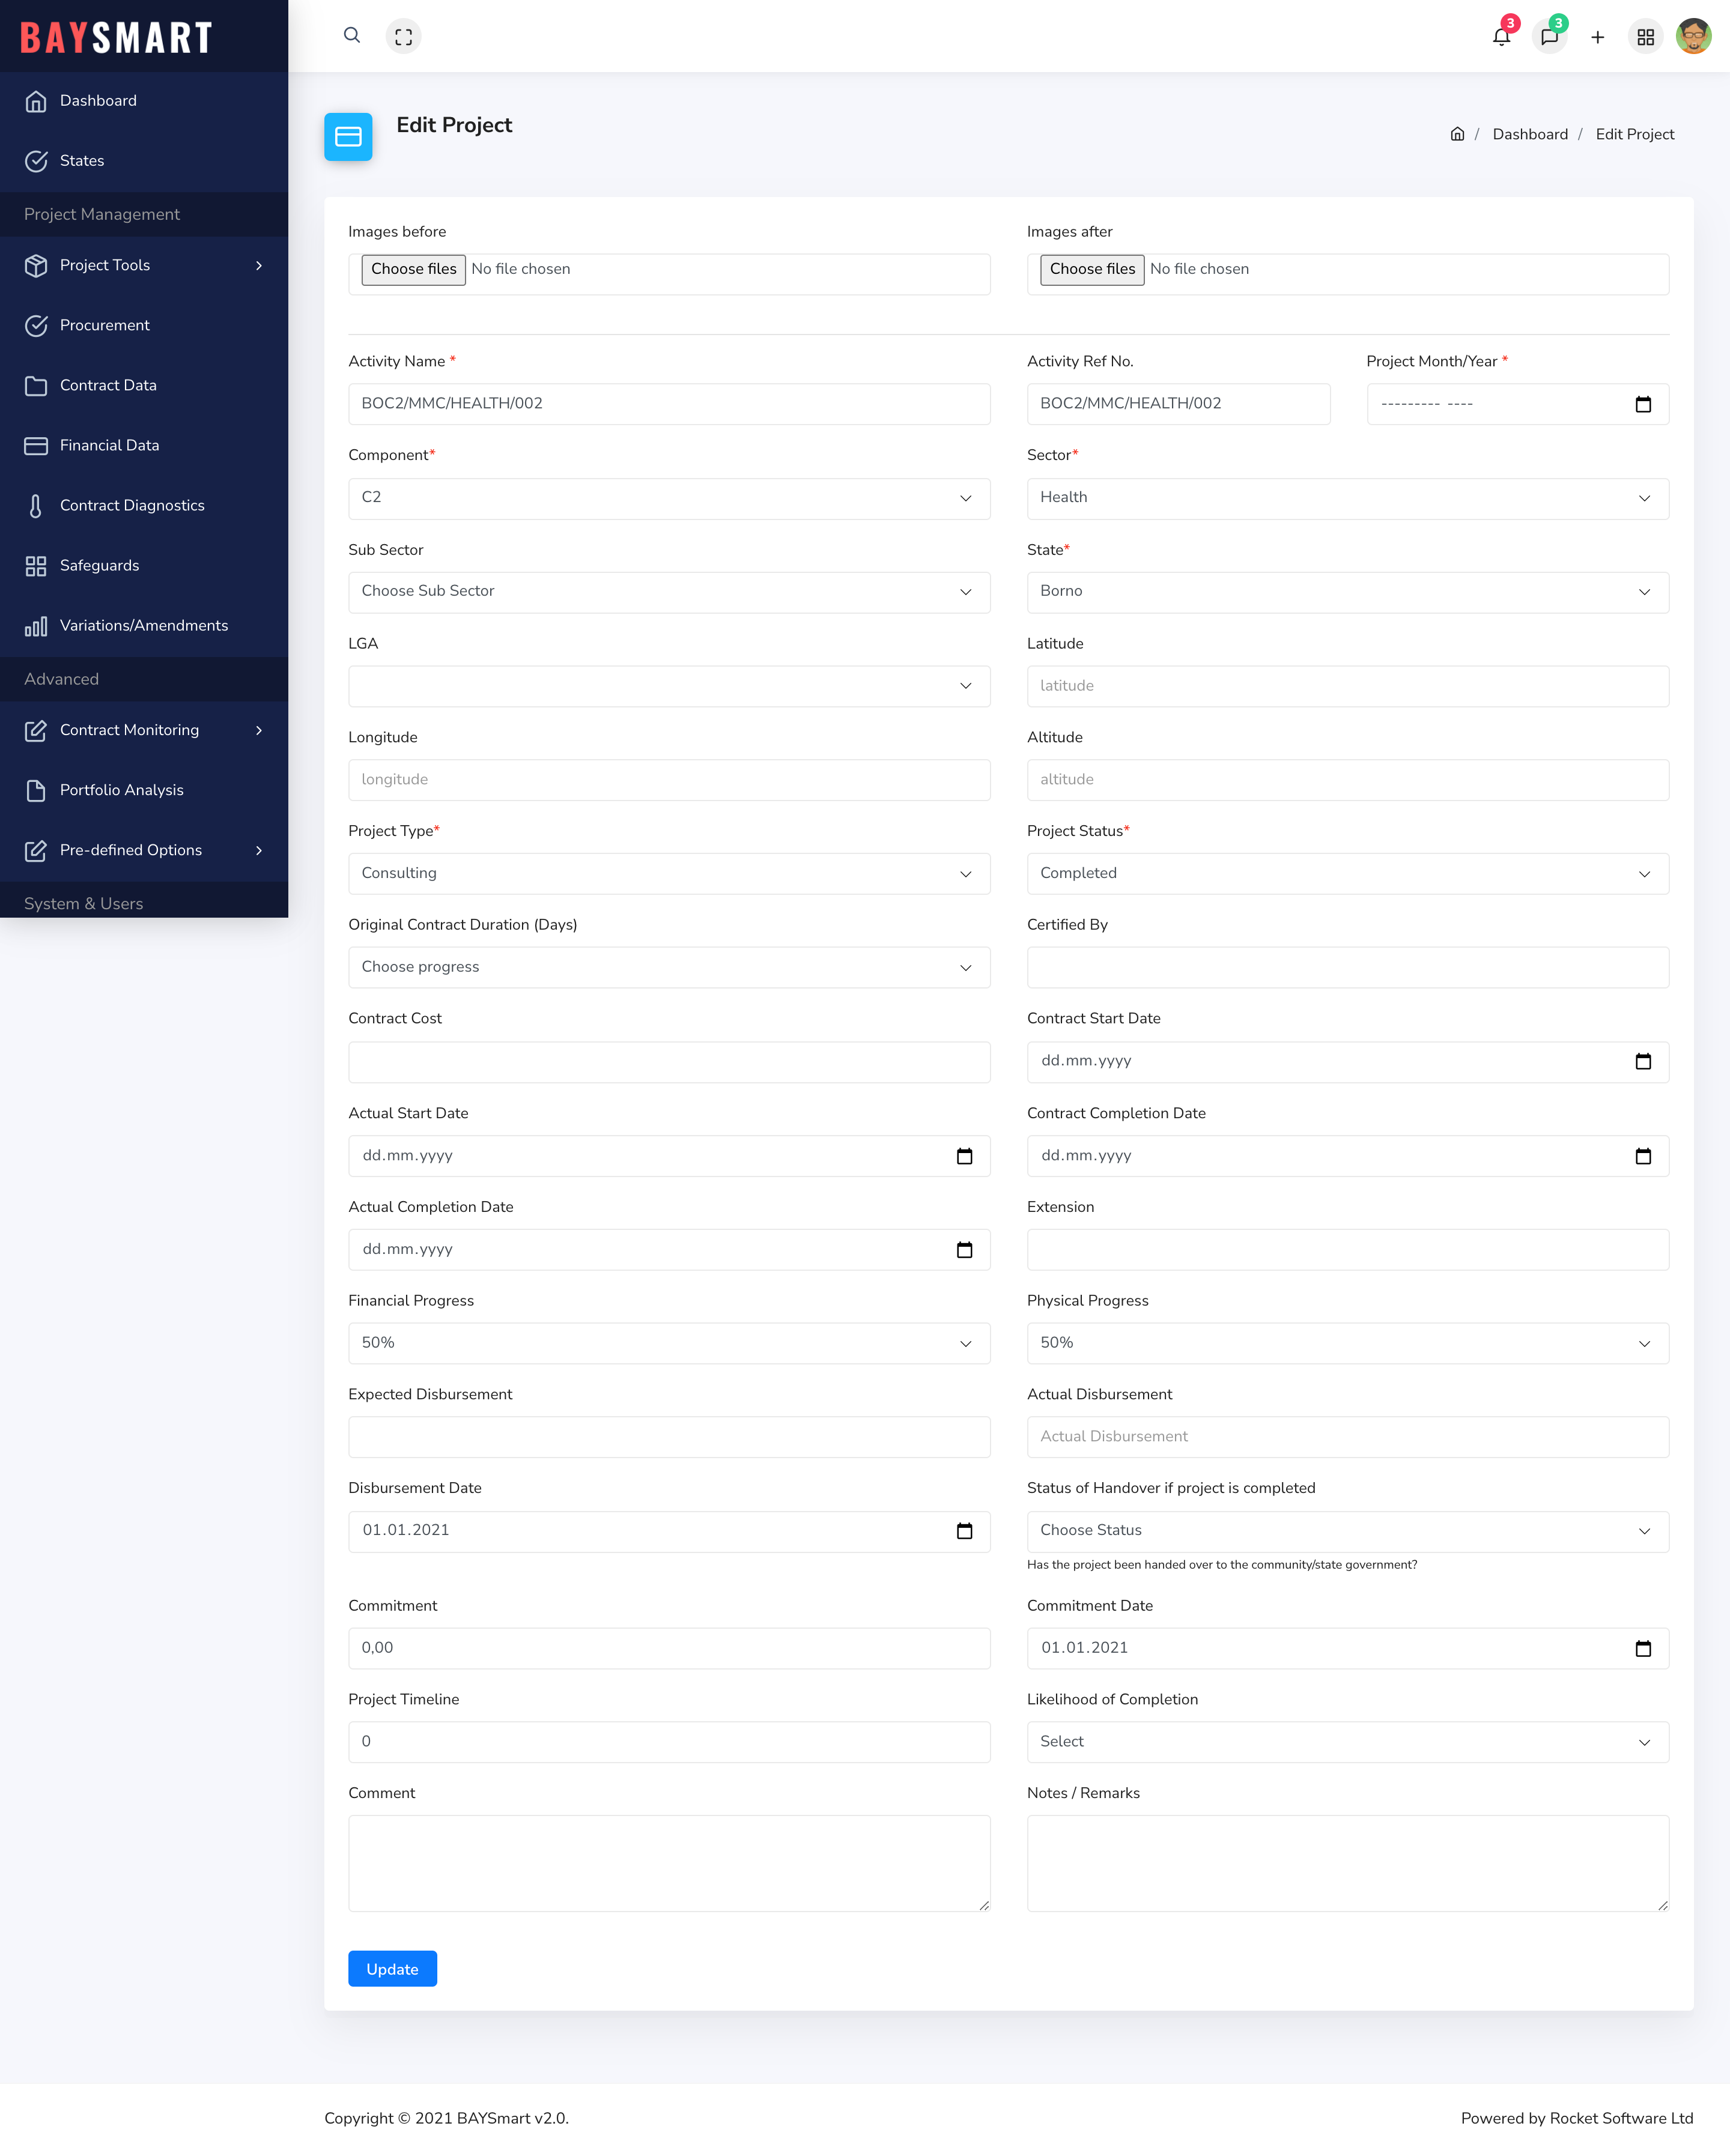 BAYSMART
3
3
Dashboard
States
Project Management
Project Tools
Procurement
Contract Data
Financial Data
Contract Diagnostics
Safeguards
Variations/Amendments
Advanced
Contract Monitoring
Portfolio Analysis
Pre-defined Options
System & Users
Edit Project
/ Dashboard / Edit Project
Images before
Images after
Choose files No file chosen
Choose files No file chosen
Activity Name *
Activity Ref No.
Project Month/Year *
BOC2/MMC/HEALTH/002
BOC2/MMC/HEALTH/002
--------- ----
Component*
Sector*
C2
Health
Sub Sector
State*
Choose Sub Sector
Borno
LGA
Latitude
latitude
Longitude
Altitude
longitude
altitude
Project Type*
Project Status*
Consulting
Completed
Original Contract Duration (Days)
Certified By
Choose progress
Contract Cost
Contract Start Date
dd.mm.yyyy
Actual Start Date
Contract Completion Date
dd.mm.yyyy
dd.mm.yyyy
Actual Completion Date
Extension
dd.mm.yyyy
Financial Progress
Physical Progress
50%
50%
Expected Disbursement
Actual Disbursement
Actual Disbursement
Disbursement Date
Status of Handover if project is completed
01.01.2021
Choose Status
Has the project been handed over to the community/state government?
Commitment
Commitment Date
0,00
01.01.2021
Project Timeline
Likelihood of Completion
0
Select
Comment
Notes / Remarks
Update
Copyright © 2021 BAYSmart v2.0.
Powered by Rocket Software Ltd